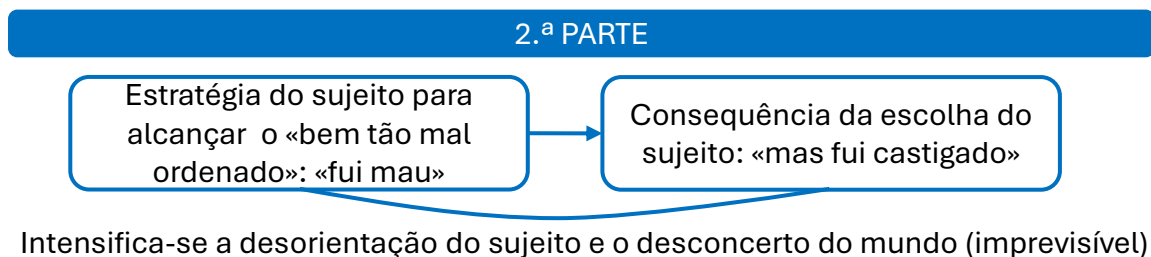 2.ª PARTE
Estratégia do sujeito para
alcançar o «bem tão mal
ordenado»: «fui mau»
Consequência da escolha do
sujeito: «mas fui castigado»
Intensifica-se a desorientação do sujeito e o desconcerto do mundo (imprevisível)